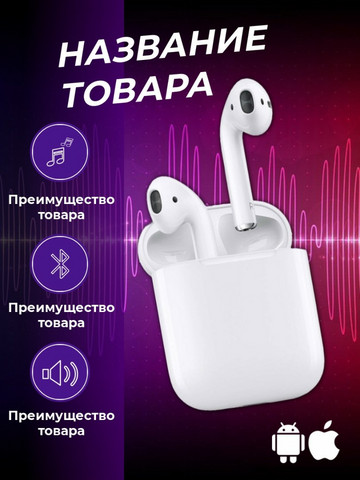 НАЗВАНИЕ
ТОВАРА
Преимущество
товара
Преимущество
товара
Преимущество
товара